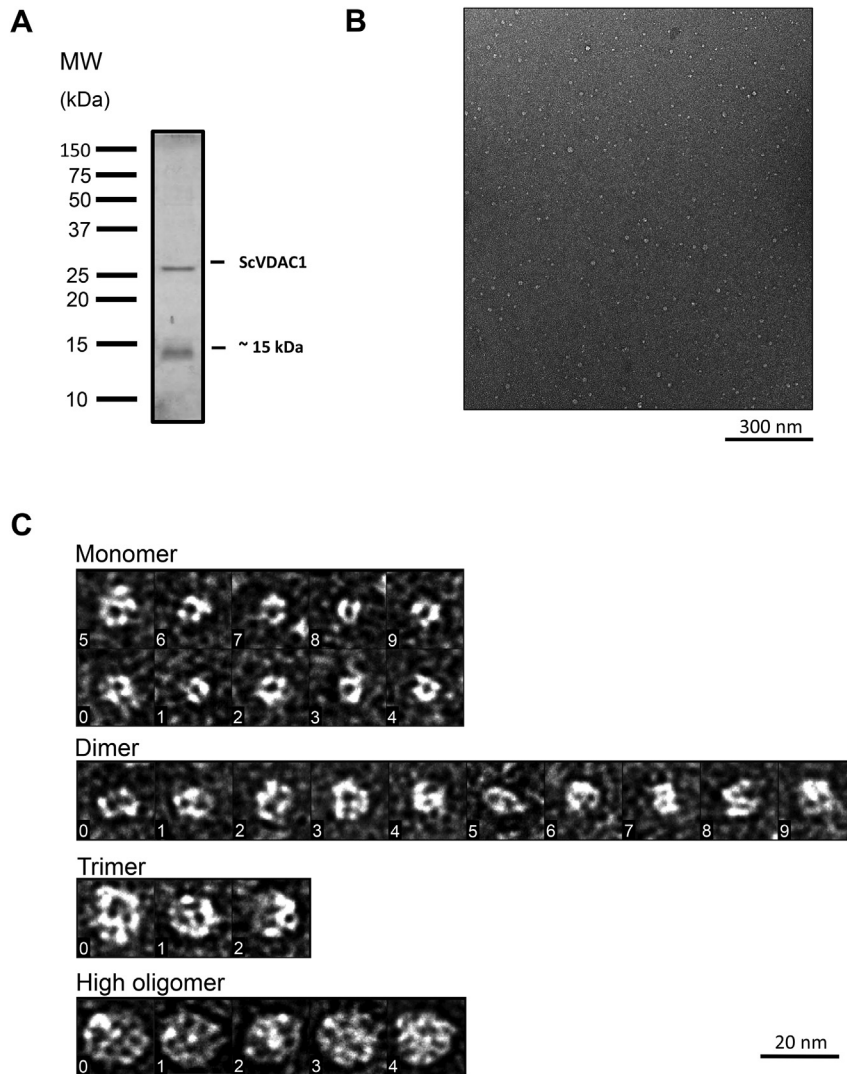 A
B
MW
(kDa)
150
75
50
37
25
20
15
10
ScVDAC1
~ 15 kDa
300 nm
C
Monomer
5 6 7 8 9
0 1 2 3 4
Dimer
0 1 2 3 4 5 6 7 8 9
Trimer
0 1 2
High oligomer
0 1 2 3 4
20 nm